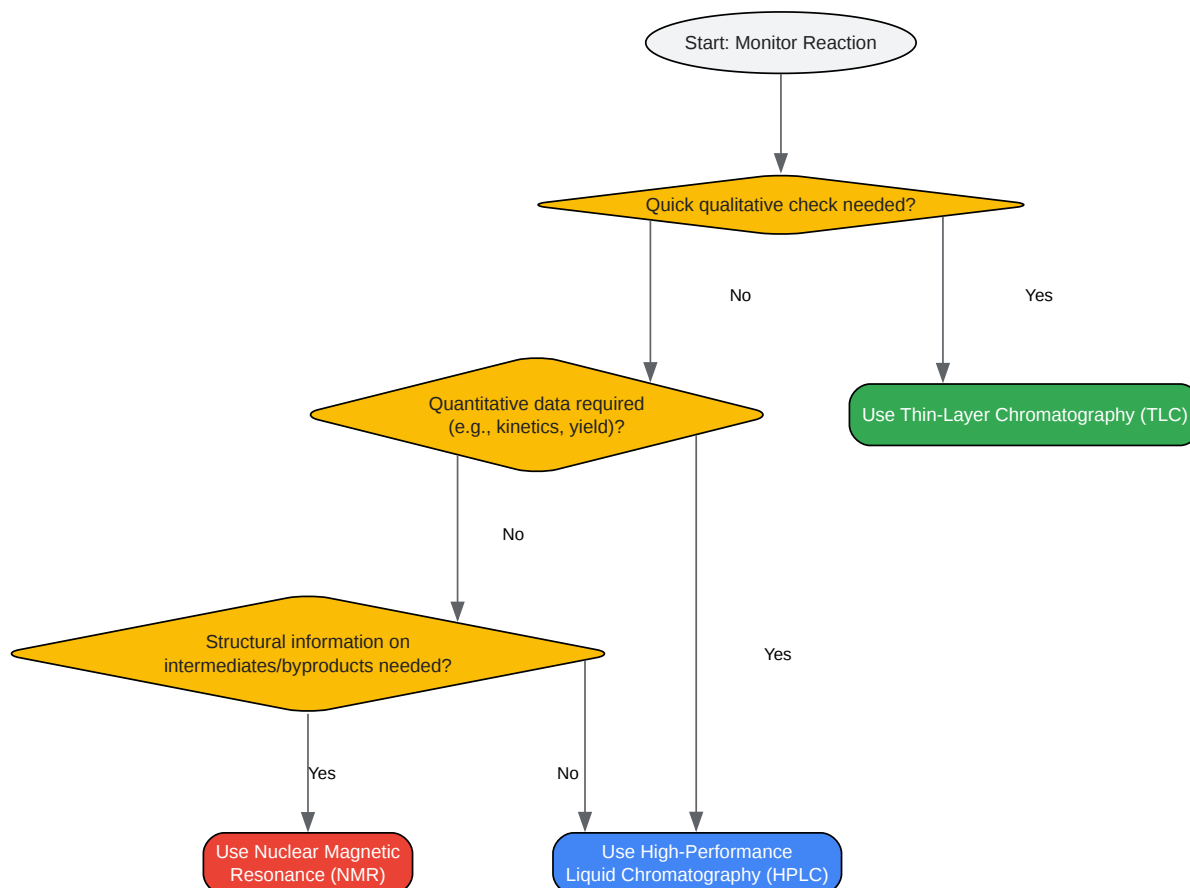 Start: Monitor Reaction
Quick qualitative check needed?
No
Yes
Quantitative data required
(e.g., kinetics, yield)?
Use Thin-Layer Chromatography (TLC)
No
Structural information on
intermediates/byproducts needed?
Yes
Yes
No
Use Nuclear Magnetic
Resonance (NMR)
Use High-Performance
Liquid Chromatography (HPLC)